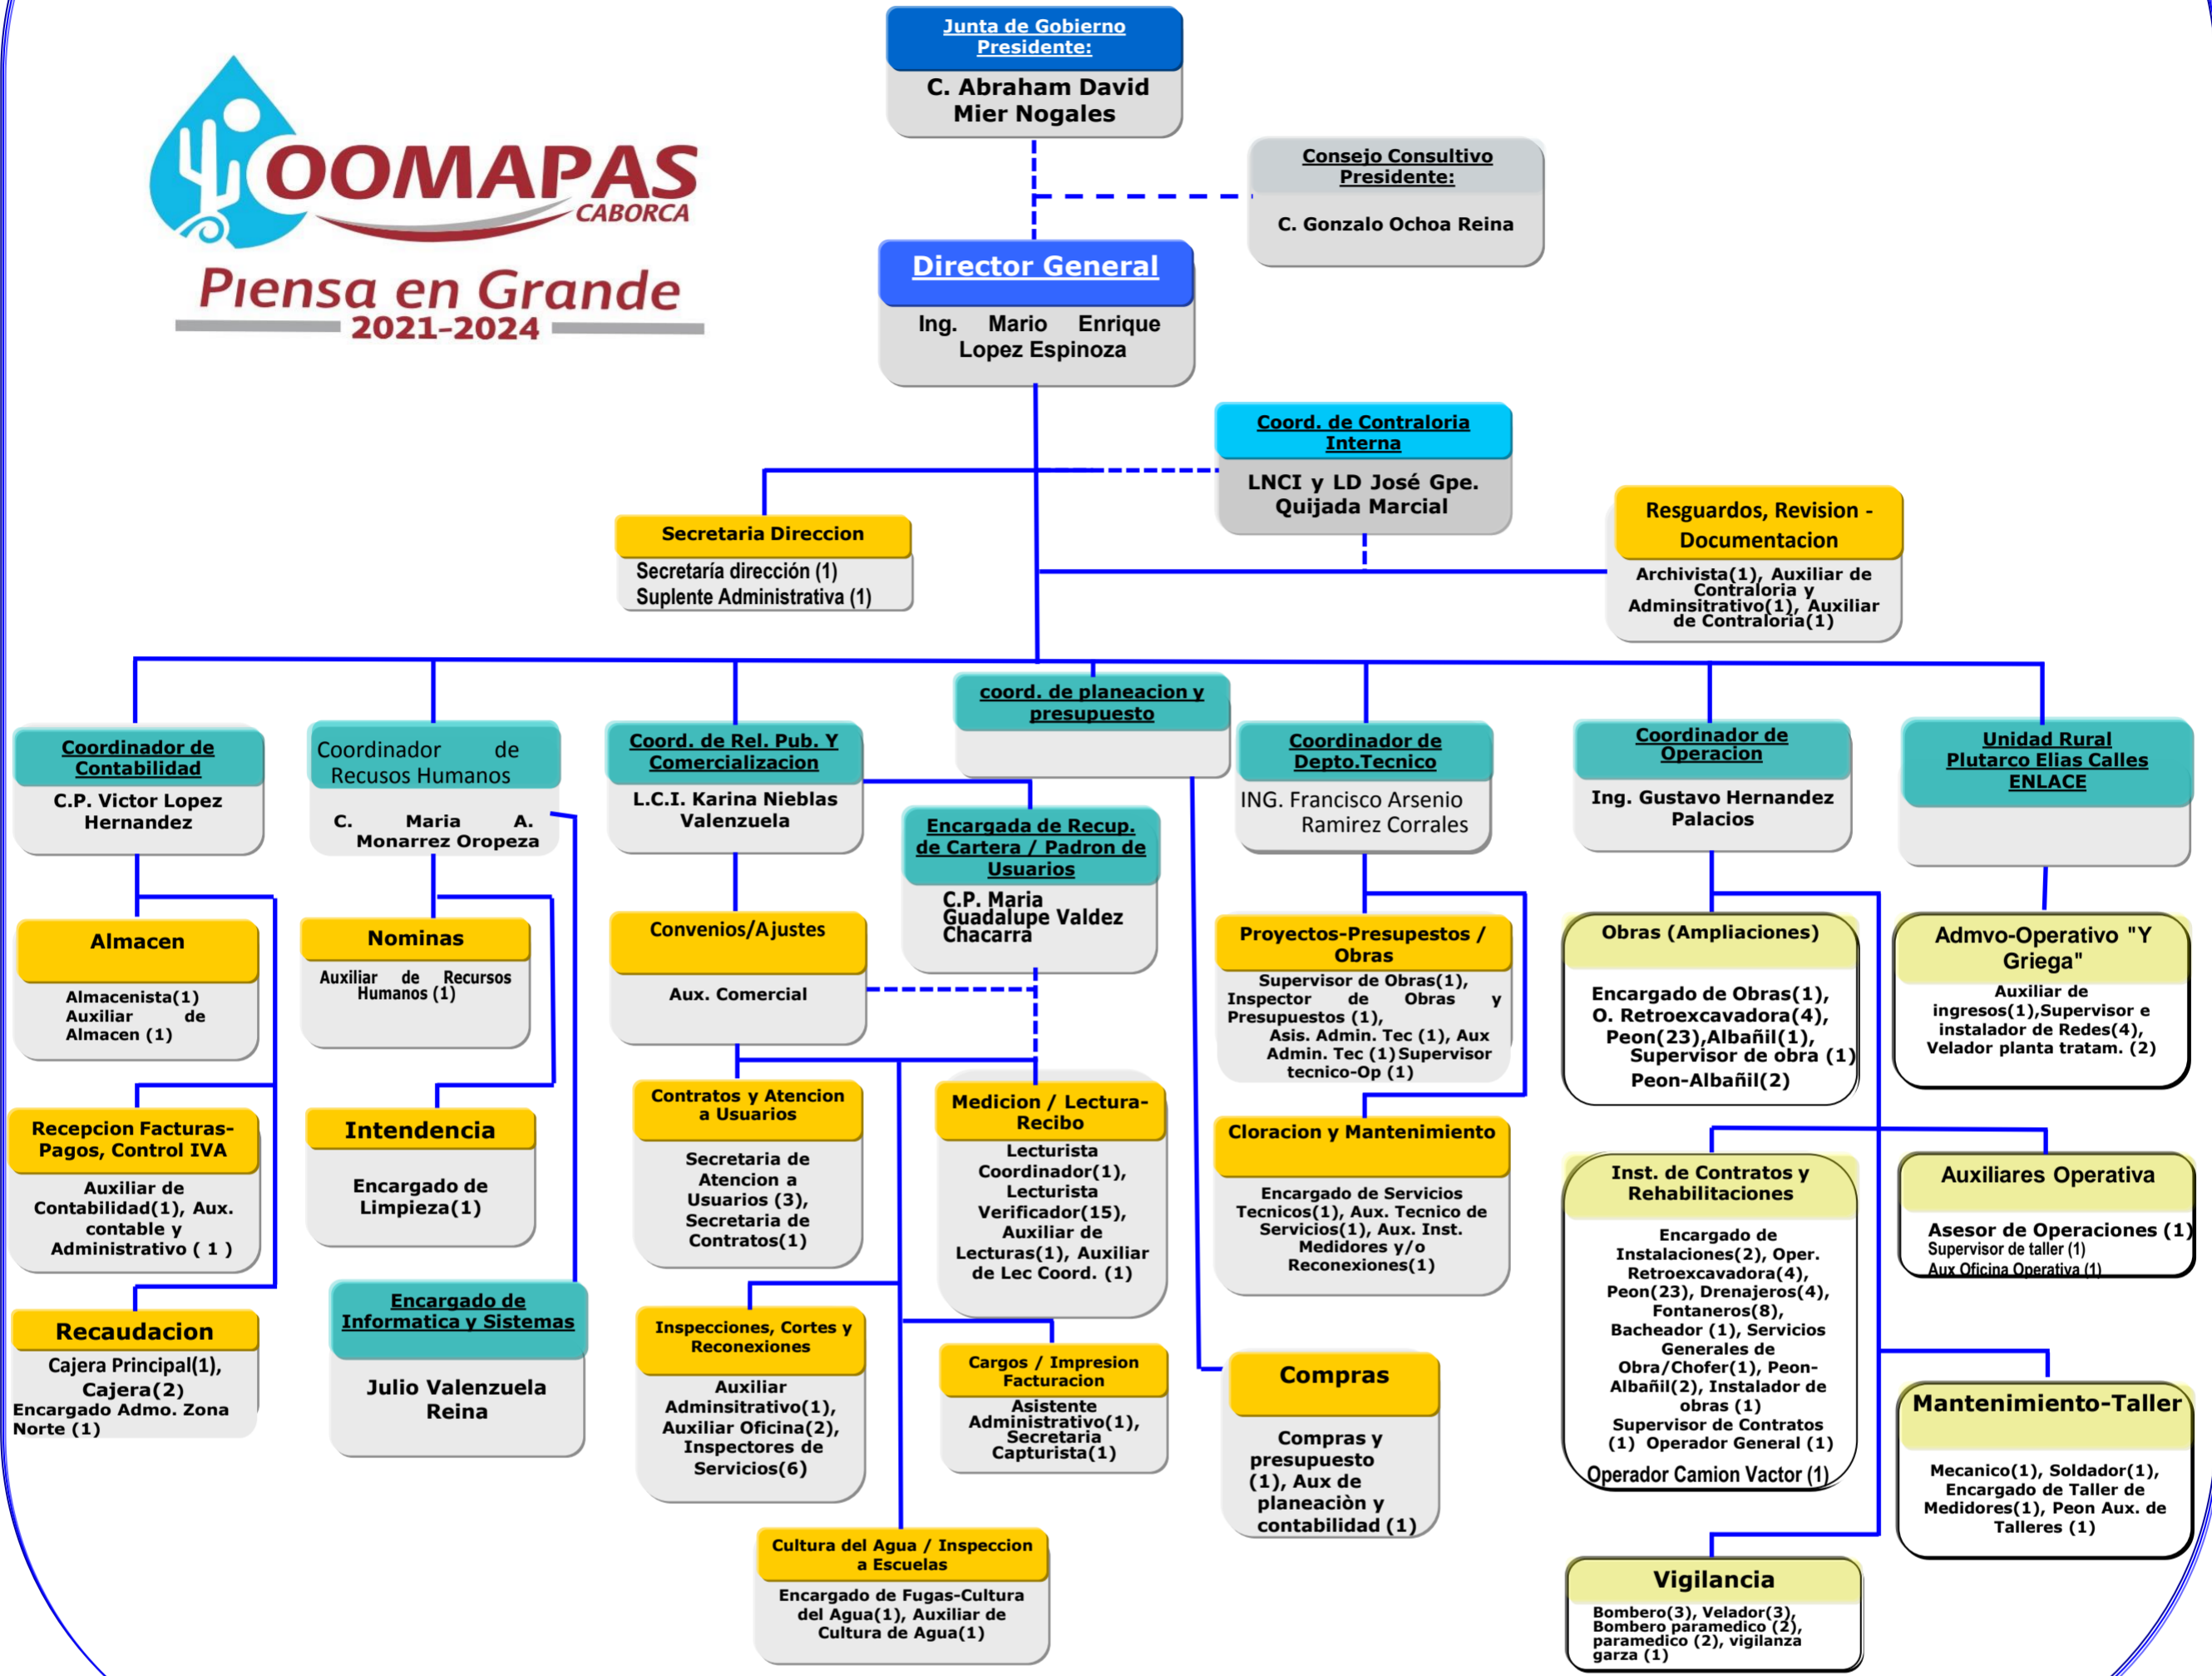 Junta de Gobierno
Presidente:
C. Abraham David
Mier Nogales
OOMAPAS
CABORCA
Piensa en Grande
2021-2024
Consejo Consultivo
Presidente:
C. Gonzalo Ochoa Reina
Director General
Ing. Mario Enrique
Lopez Espinoza
Coord. de Contraloria
Interna
LNCI y LD José Gpe.
Quijada Marcial
Secretaria Direccion
Secretaría dirección (1)
Suplente Administrativa (1)
Resguardos, Revision -
Documentacion
Archivista(1), Auxiliar de
Contraloria y
Adminsitrativo(1), Auxiliar
de Contraloria(1)
Coordinador de
Contabilidad
C.P. Victor Lopez
Hernandez
Coordinador de
Recusos Humanos
C. Maria A.
Monarrez Oropeza
Coord. de Rel. Pub. Y
Comercializacion
L.C.I. Karina Nieblas
Valenzuela
coord. de planeacion y
presupuesto
Encargada de Recup.
de Cartera / Padron de
Usuarios
C.P. Maria
Guadalupe Valdez
Chacarra
Coordinador de
Depto.Tecnico
ING. Francisco Arsenio
Ramirez Corrales
Coordinador de
Operacion
Ing. Gustavo Hernandez
Palacios
Unidad Rural
Plutarco Elias Calles
ENLACE
Almacen
Almacenista(1)
Auxiliar de
Almacen (1)
Nominas
Auxiliar de Recursos
Humanos (1)
Convenios/Ajustes
Aux. Comercial
Proyectos-Presupestos /
Obras
Supervisor de Obras(1),
Inspector de Obras y
Presupuestos (1),
Asis. Admin. Tec (1), Aux
Admin. Tec (1)Supervisor
tecnico-Op (1)
Obras (Ampliaciones)
Encargado de Obras(1),
O. Retroexcavadora(4),
Peon(23),Albañil(1),
Supervisor de obra (1)
Peon-Albañil(2)
Admvo-Operativo "Y
Griega"
Auxiliar de
ingresos(1),Supervisor e
instalador de Redes(4),
Velador planta tratam. (2)
Recepcion Facturas-
Pagos, Control IVA
Auxiliar de
Contabilidad(1), Aux.
contable y
Administrativo ( 1 )
Intendencia
Encargado de
Limpieza(1)
Contratos y Atencion
a Usuarios
Secretaria de
Atencion a
Usuarios (3),
Secretaria de
Contratos(1)
Medicion / Lectura-
Recibo
Lecturista
Coordinador(1),
Lecturista
Verificador(15),
Auxiliar de
Lecturas(1), Auxiliar
de Lec Coord. (1)
Cloracion y Mantenimiento
Encargado de Servicios
Tecnicos(1), Aux. Tecnico de
Servicios(1), Aux. Inst.
Medidores y/o
Reconexiones(1)
Inst. de Contratos y
Rehabilitaciones
Encargado de
Instalaciones(2), Oper.
Retroexcavadora(4),
Peon(23), Drenajeros(4),
Fontaneros(8),
Bacheador (1), Servicios
Generales de
Obra/Chofer(1), Peon-
Albañil(2), Instalador de
obras (1)
Supervisor de Contratos
(1) Operador General (1)
Operador Camion Vactor (1)
Auxiliares Operativa
Asesor de Operaciones (1)
Supervisor de taller (1)
Aux Oficina Operativa (1)
Recaudacion
Cajera Principal(1),
Cajera(2)
Encargado Admo. Zona
Norte (1)
Encargado de
Informatica y Sistemas
Julio Valenzuela
Reina
Inspecciones, Cortes y
Reconexiones
Auxiliar
Adminsitrativo(1),
Auxiliar Oficina(2),
Inspectores de
Servicios(6)
Cargos / Impresion
Facturacion
Asistente
Administrativo(1),
Secretaria
Capturista(1)
Compras
Compras y
presupuesto
(1), Aux de
planeaciòn y
contabilidad (1)
Mantenimiento-Taller
Mecanico(1), Soldador(1),
Encargado de Taller de
Medidores(1), Peon Aux. de
Talleres (1)
Cultura del Agua / Inspeccion
a Escuelas
Encargado de Fugas-Cultura
del Agua(1), Auxiliar de
Cultura de Agua(1)
Vigilancia
Bombero(3), Velador(3),
Bombero paramedico (2),
paramedico (2), vigilanza
garza (1)